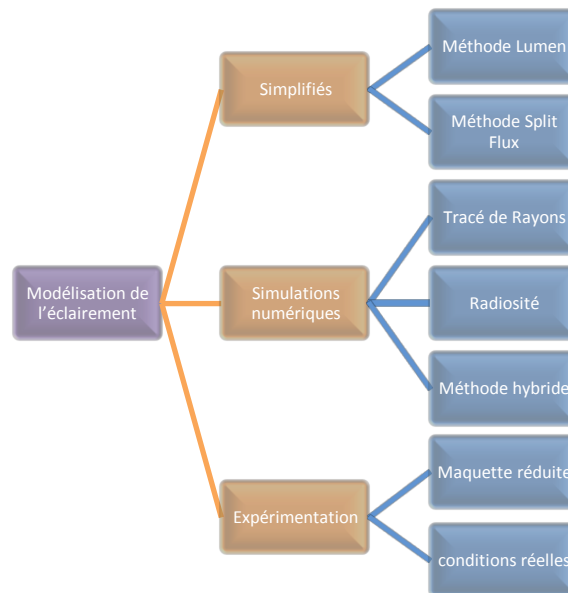 Méthode Lumen
Simplifiés
Méthode Split
Flux
Tracé de Rayons
Modélisation de
l'éclairement
Simulations
numériques
Radiosité
Méthode hybride
Maquette réduite
Expérimentation
conditions réelles